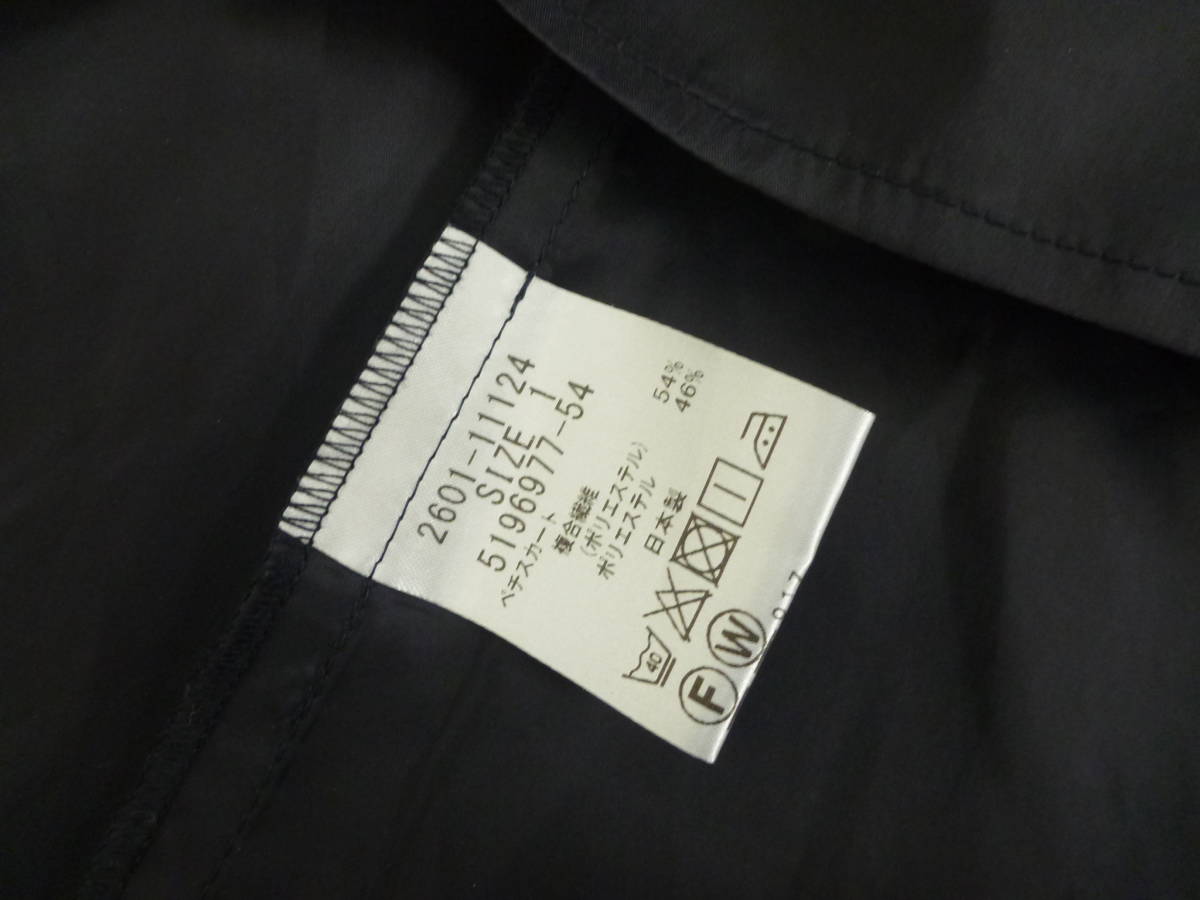 2601-11124
SIZE 1
5196977-54
ペチスカート
複合繊維
(ポリエステル) 54%
ポリエステル 46%
日本製
40
F W